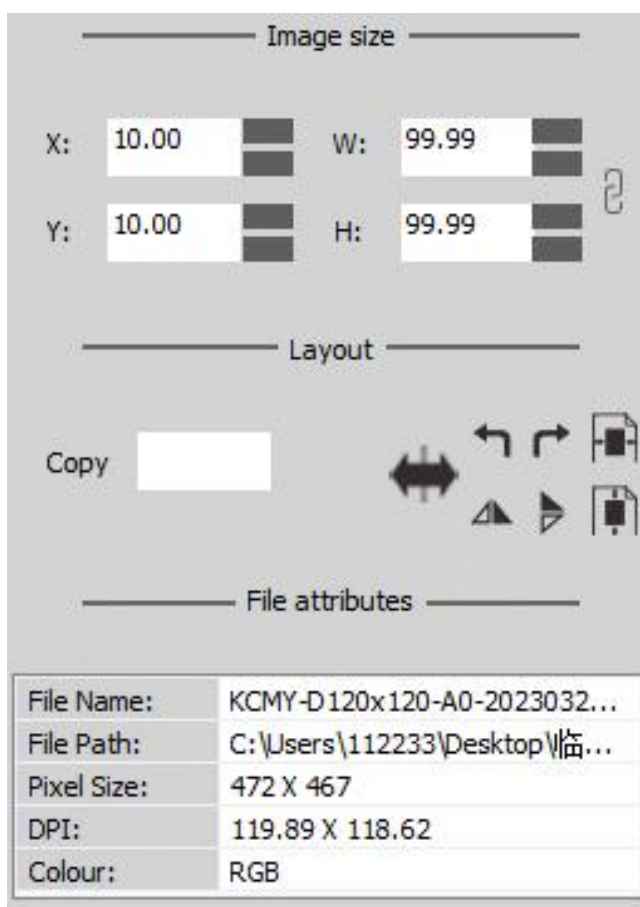 Image size
X: 10.00 W: 99.99
Y: 10.00 H: 99.99
Layout
Copy
File attributes
File Name: KCMY-D120x120-A0-2023032...
File Path: C:\Users\112233\Desktop\临...
Pixel Size: 472 X 467
DPI: 119.89 X 118.62
Colour: RGB